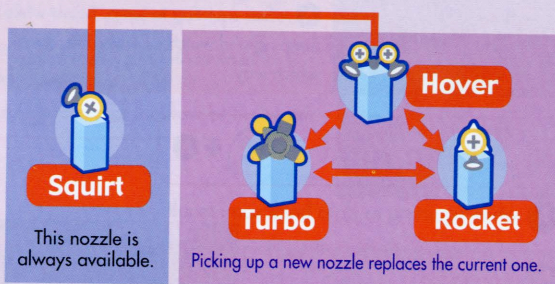 Squirt
This nozzle is
always available.
Hover
Turbo
Rocket
Picking up a new nozzle replaces the current one.